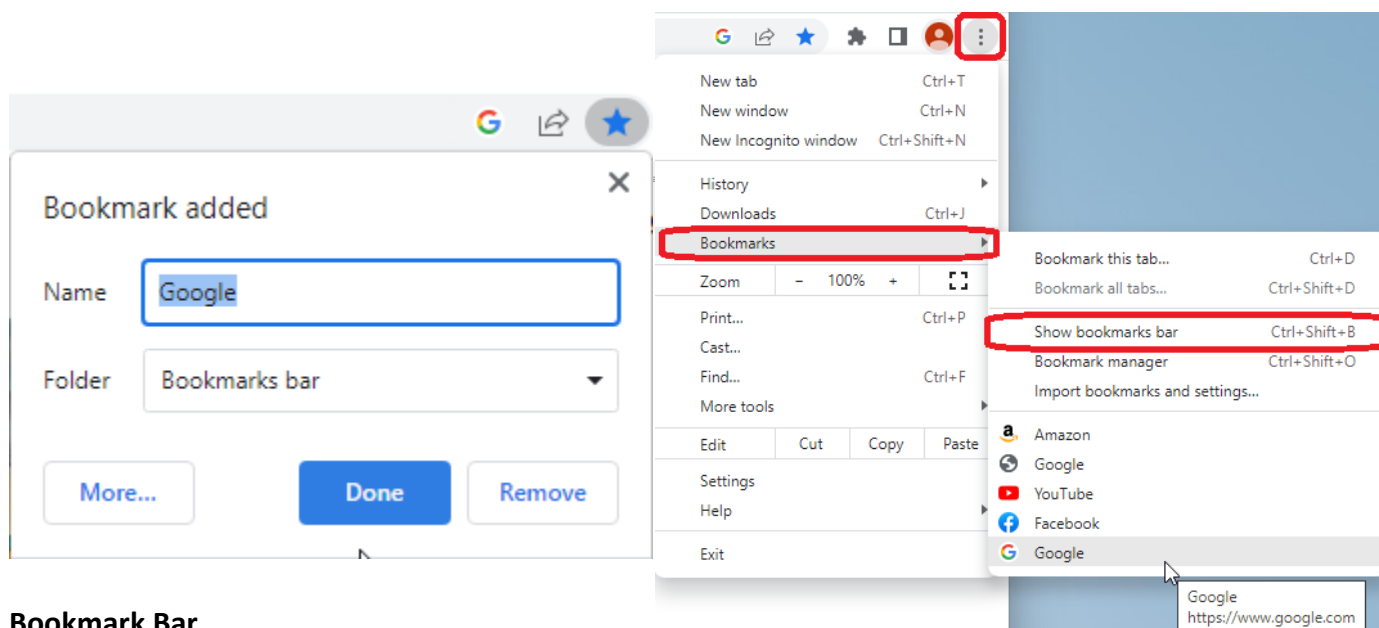 Bookmark added
Name Google
Folder Bookmarks bar
More... Done Remove
Bookmark Bar
New tab Ctrl+T
New window Ctrl+N
New Incognito window Ctrl+Shift+N
History
Downloads Ctrl+J
Bookmarks
Zoom - 100% +
Print... Ctrl+P
Cast...
Find... Ctrl+F
More tools
Edit Cut Copy Paste
Settings
Help
Exit
Bookmark this tab... Ctrl+D
Bookmark all tabs... Ctrl+Shift+D
Show bookmarks bar Ctrl+Shift+B
Bookmark manager Ctrl+Shift+O
Import bookmarks and settings...
Amazon
Google
YouTube
Facebook
Google
Google
https://www.google.com